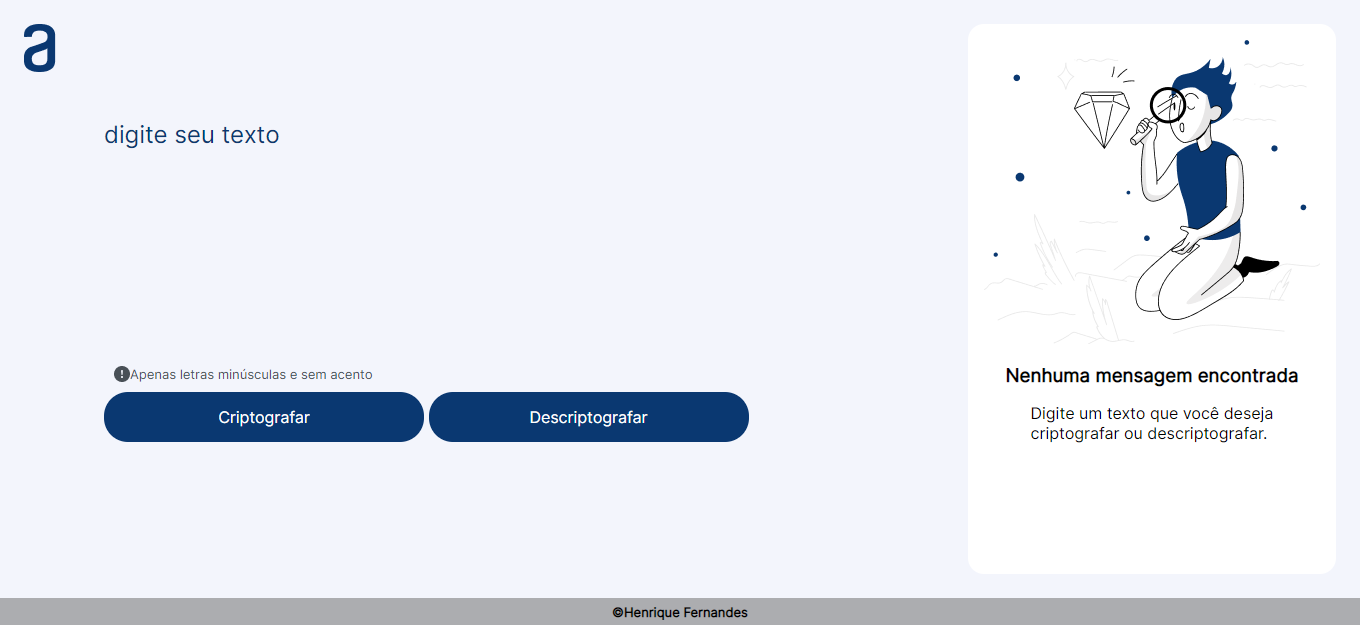 a
digite seu texto
Apenas letras minúsculas e sem acento
Criptografar
Descriptografar
Nenhuma mensagem encontrada
Digite um texto que você deseja
criptografar ou descriptografar.
©Henrique Fernandes